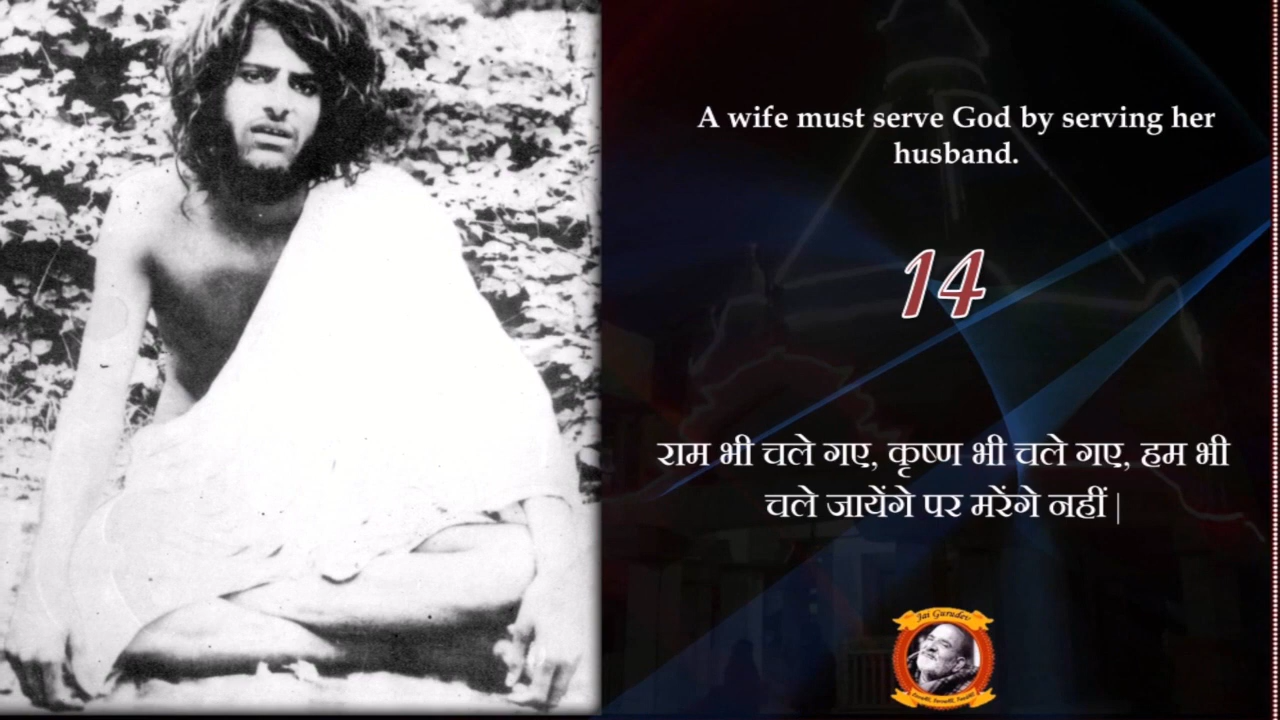 A wife must serve God by serving her
husband.
14
राम भी चले गए, कृष्ण भी चले गए, हम भी
चले जायेंगे पर मरेंगे नहीं |
Jai Gurudev